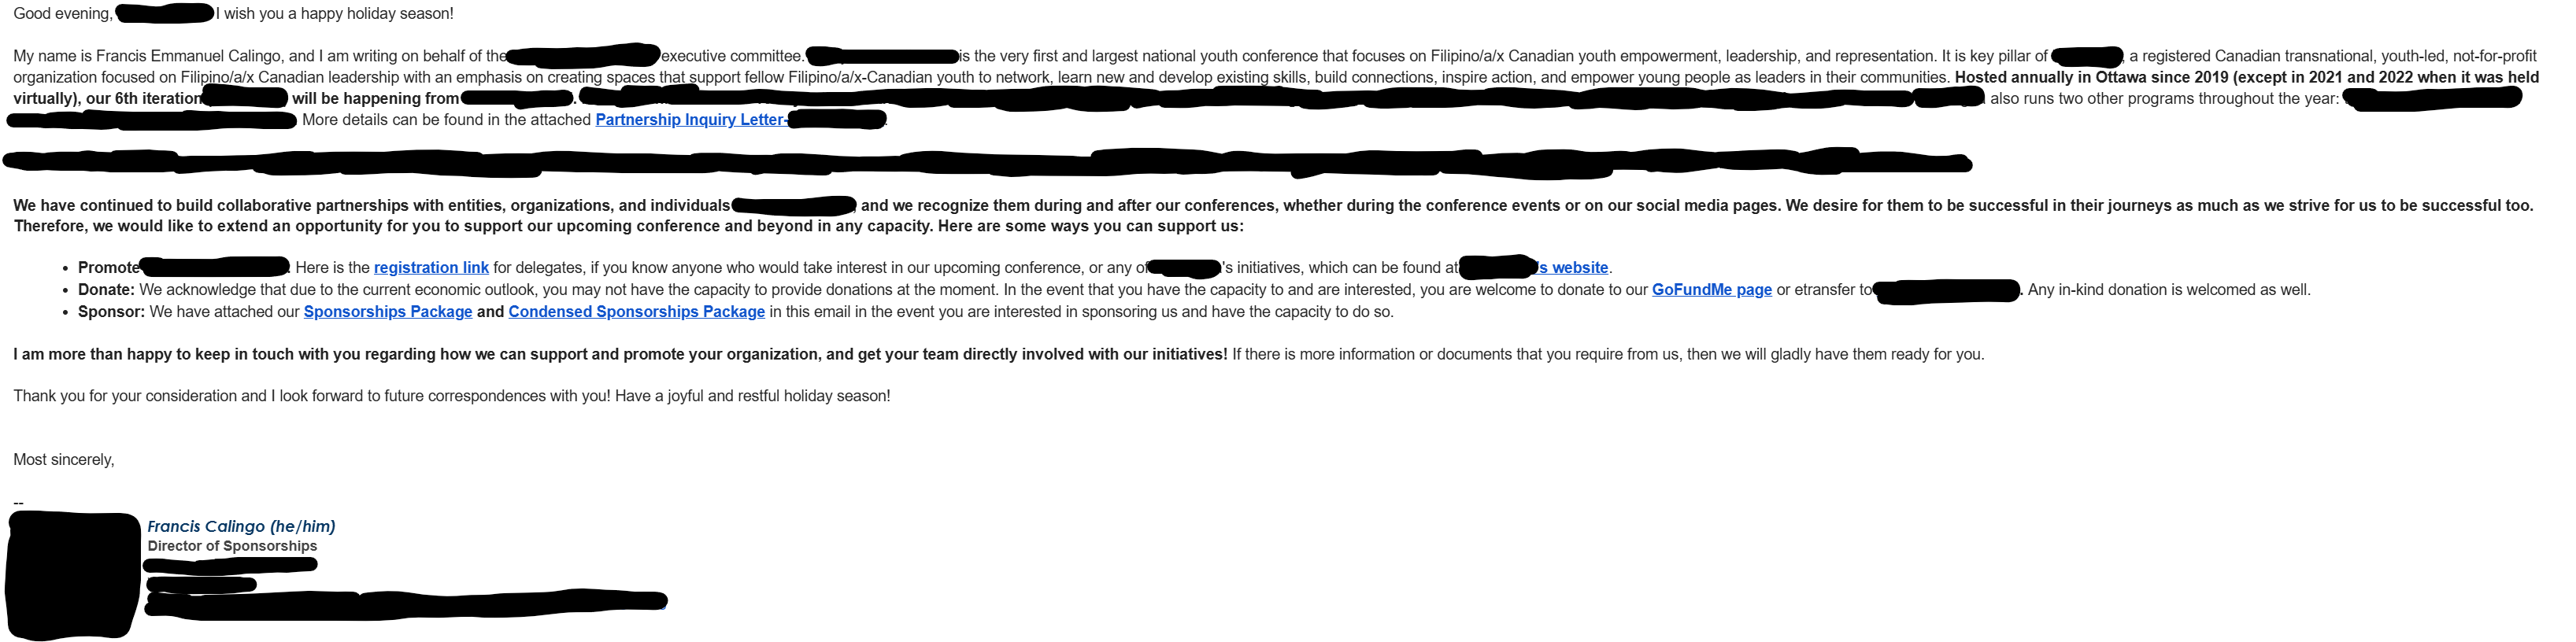 Good evening, I wish you a happy holiday season!
My name is Francis Emmanuel Calingo, and I am writing on behalf of the executive committee. is the very first and largest national youth conference that focuses on Filipino/a/x Canadian youth empowerment, leadership, and representation. It is key pillar of , a registered Canadian transnational, youth-led, not-for-profit
organization focused on Filipino/a/x Canadian leadership with an emphasis on creating spaces that support fellow Filipino/a/x-Canadian youth to network, learn new and develop existing skills, build connections, inspire action, and empower young people as leaders in their communities. Hosted annually in Ottawa since 2019 (except in 2021 and 2022 when it was held
virtually), our 6th iteration will be happening from . also runs two other programs throughout the year:
More details can be found in the attached Partnership Inquiry Letter-
We have continued to build collaborative partnerships with entities, organizations, and individuals and we recognize them during and after our conferences, whether during the conference events or on our social media pages. We desire for them to be successful in their journeys as much as we strive for us to be successful too.
Therefore, we would like to extend an opportunity for you to support our upcoming conference and beyond in any capacity. Here are some ways you can support us:
• Promote Here is the registration link for delegates, if you know anyone who would take interest in our upcoming conference, or any of 's initiatives, which can be found at 's website.
• Donate: We acknowledge that due to the current economic outlook, you may not have the capacity to provide donations at the moment. In the event that you have the capacity to and are interested, you are welcome to donate to our GoFundMe page or etransfer to . Any in-kind donation is welcomed as well.
• Sponsor: We have attached our Sponsorships Package and Condensed Sponsorships Package in this email in the event you are interested in sponsoring us and have the capacity to do so.
I am more than happy to keep in touch with you regarding how we can support and promote your organization, and get your team directly involved with our initiatives! If there is more information or documents that you require from us, then we will gladly have them ready for you.
Thank you for your consideration and I look forward to future correspondences with you! Have a joyful and restful holiday season!
Most sincerely,
--
Francis Calingo (he/him)
Director of Sponsorships